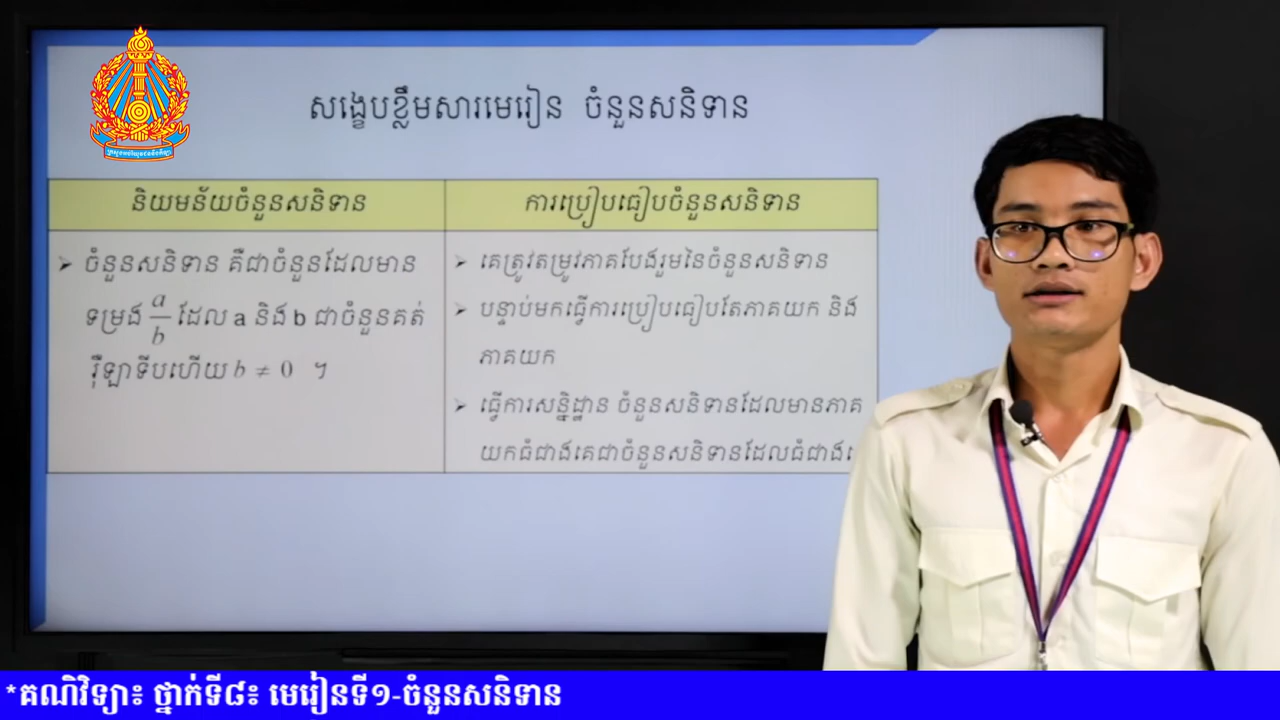 សង្ខេបខ្លឹមសារមេរៀន ចំនួនសនិទាន
និយមន័យចំនួនសនិទាន
ការប្រៀបធៀបចំនួនសនិទាន
➢ ចំនួនសនិទាន គឺជាចំនួនដែលមាន
ទម្រង់ a/b ដែល a និង b ជាចំនួនគត់
រ៉ឺឡាទីបហើយ b ≠ 0 ។
➢ គេត្រូវតម្រូវភាគបែងរួមនៃចំនួនសនិទាន
➢ បន្ទាប់មកធ្វើការប្រៀបធៀបតែភាគយក និង
ភាគយក
➢ ធ្វើការសន្និដ្ឋាន ចំនួនសនិទានដែលមានភាគ
យកធំជាងគេជាចំនួនសនិទានដែលធំជាង
*គណិវិទ្យា៖ ថ្នាក់ទី៨៖ មេរៀនទី១-ចំនួនសនិទាន